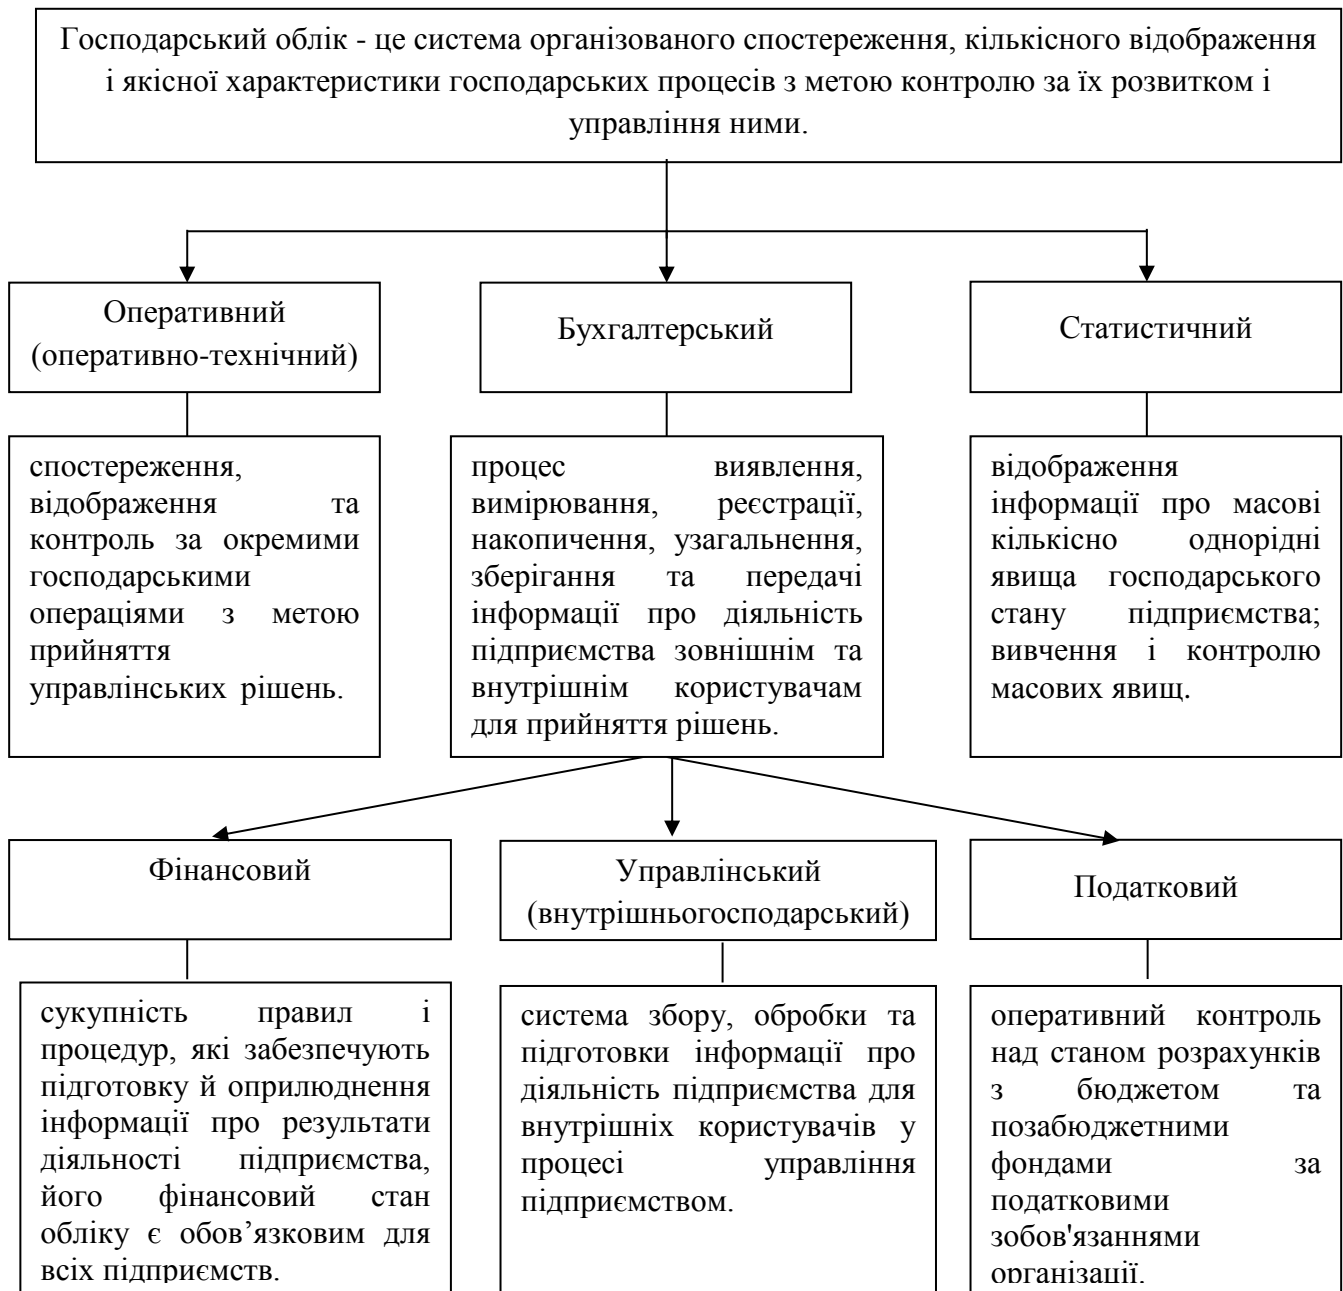 Господарський облік - це система організованого спостереження, кількісного відображення
і якісної характеристики господарських процесів з метою контролю за їх розвитком і
управління ними.
Оперативний
(оперативно-технічний)
Бухгалтерський
Статистичний
спостереження,
відображення та
контроль за окремими
господарськими
операціями з метою
прийняття
управлінських рішень.
процес виявлення,
вимірювання, реєстрації,
накопичення, узагальнення,
зберігання та передачі
інформації про діяльність
підприємства зовнішнім та
внутрішнім користувачам
для прийняття рішень.
відображення
інформації про масові
кількісно однорідні
явища господарського
стану підприємства;
вивчення і контролю
масових явищ.
Фінансовий
Управлінський
(внутрішньогосподарський)
Податковий
сукупність правил і
процедур, які забезпечують
підготовку й оприлюднення
інформації про результати
діяльності підприємства,
його фінансовий стан
обліку є обов’язковим для
всіх підприємств.
система збору, обробки та
підготовки інформації про
діяльність підприємства для
внутрішніх користувачів у
процесі управління
підприємством.
оперативний контроль
над станом розрахунків
з бюджетом та
позабюджетними
фондами за
податковими
зобов'язаннями
організації.